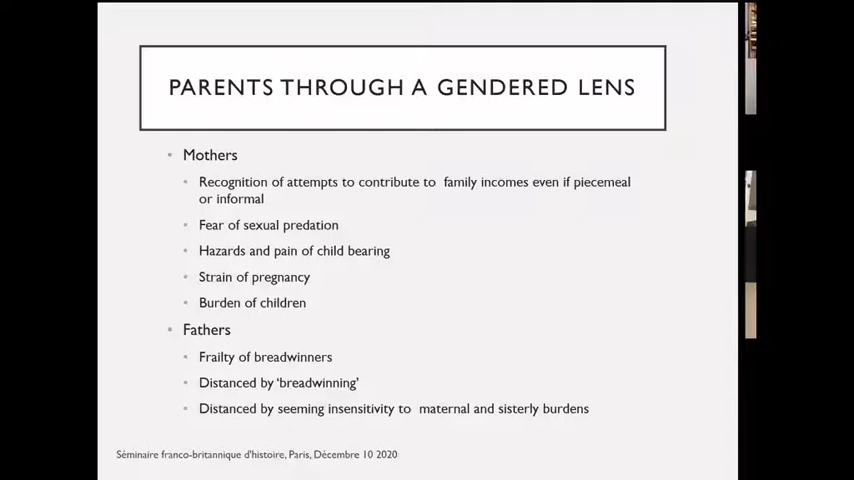 PARENTS THROUGH A GENDERED LENS
• Mothers
• Recognition of attempts to contribute to family incomes even if piecemeal
or informal
• Fear of sexual predation
• Hazards and pain of child bearing
• Strain of pregnancy
• Burden of children
• Fathers
• Frailty of breadwinners
• Distanced by ‘breadwinning’
• Distanced by seeming insensitivity to maternal and sisterly burdens
Séminaire franco-britannique d'histoire, Paris, Décembre 10 2020